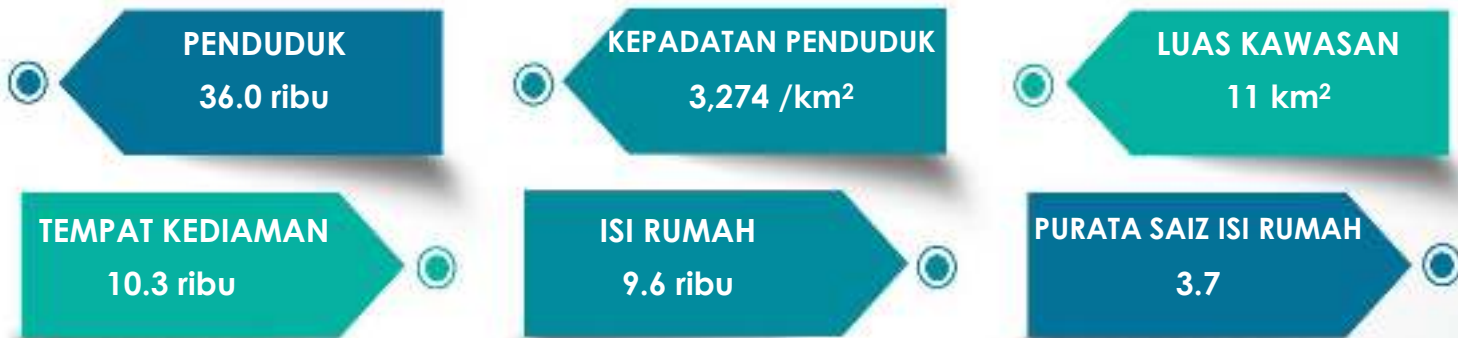 PENDUDUK
36.0 ribu
KEPADATAN PENDUDUK
3,274 /km²
LUAS KAWASAN
11 km²
TEMPAT KEDIAMAN
10.3 ribu
ISI RUMAH
9.6 ribu
PURATA SAIZ ISI RUMAH
3.7